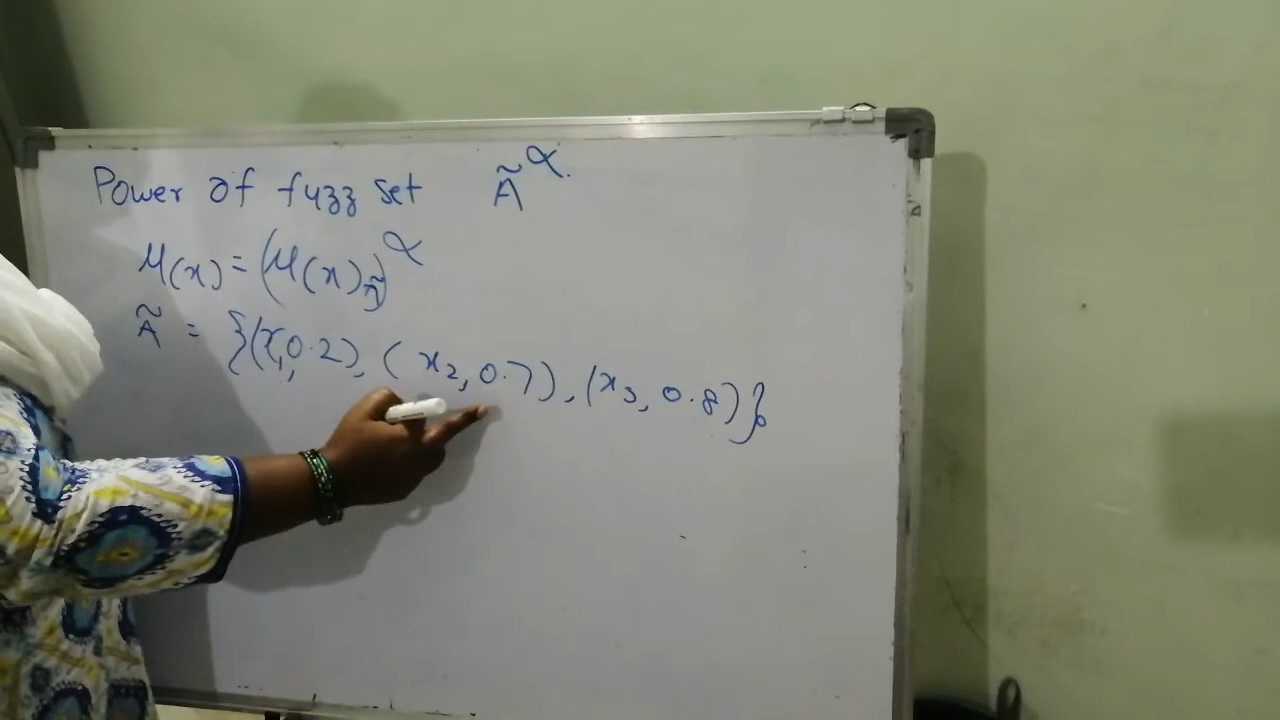 Power of fuzz set Ã^α.
μ(x) = (μ(x)_Ã)^α
Ã = {(x₁, 0.2), (x₂, 0.7), (x₃, 0.8)}